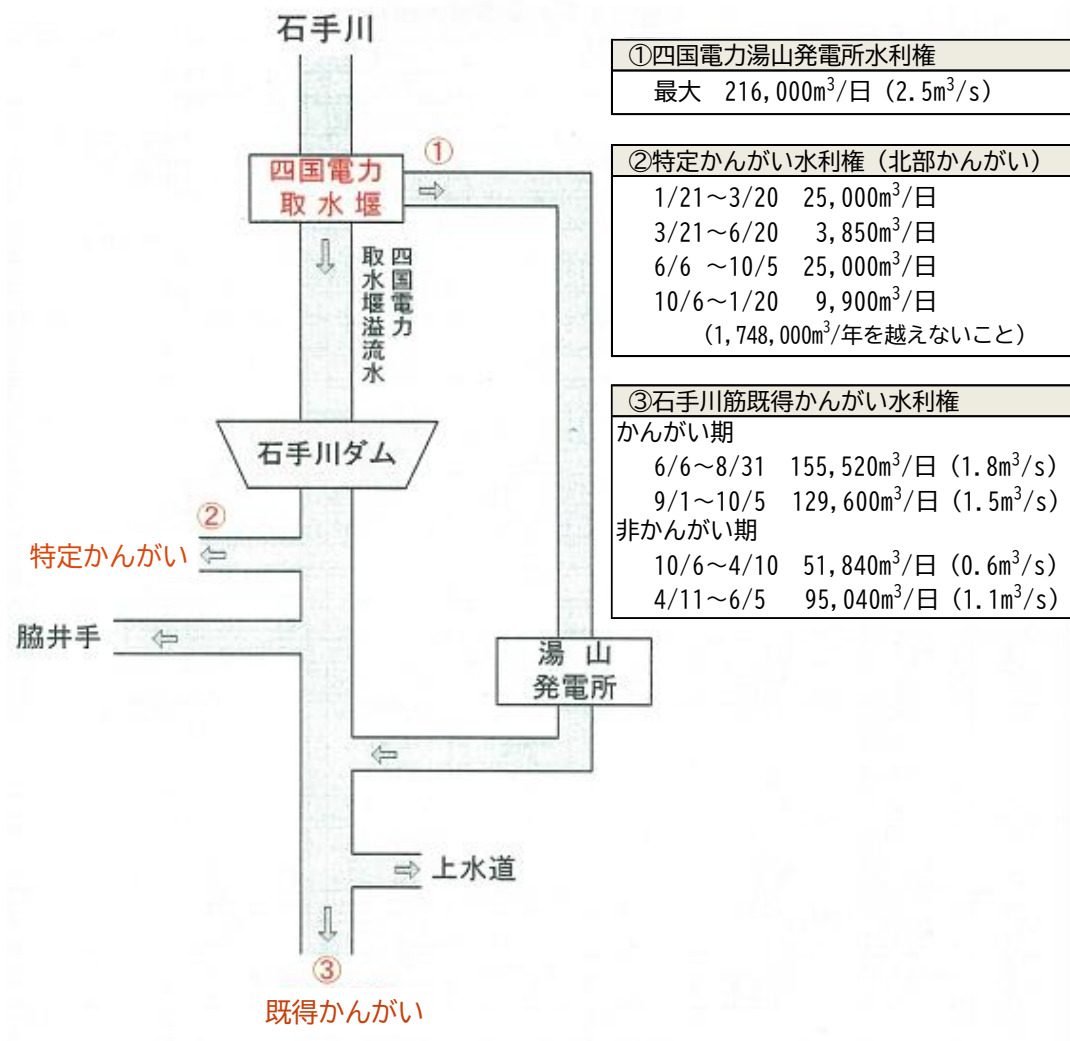 石手川
①四国電力湯山発電所水利権
最大 216,000m³/日 (2.5m³/s)
①
四国電力
取水堰
②特定かんがい水利権（北部かんがい）
1/21～3/20 25,000m³/日
3/21～6/20 3,850m³/日
6/6 ～10/5 25,000m³/日
10/6～1/20 9,900m³/日
（1,748,000m³/年を越えないこと）
四国電力
取水堰溢流水
③石手川筋既得かんがい水利権
かんがい期
6/6～8/31 155,520m³/日 (1.8m³/s)
9/1～10/5 129,600m³/日 (1.5m³/s)
非かんがい期
10/6～4/10 51,840m³/日 (0.6m³/s)
4/11～6/5 95,040m³/日 (1.1m³/s)
石手川ダム
②
特定かんがい
脇井手
湯山
発電所
上水道
③
既得かんがい